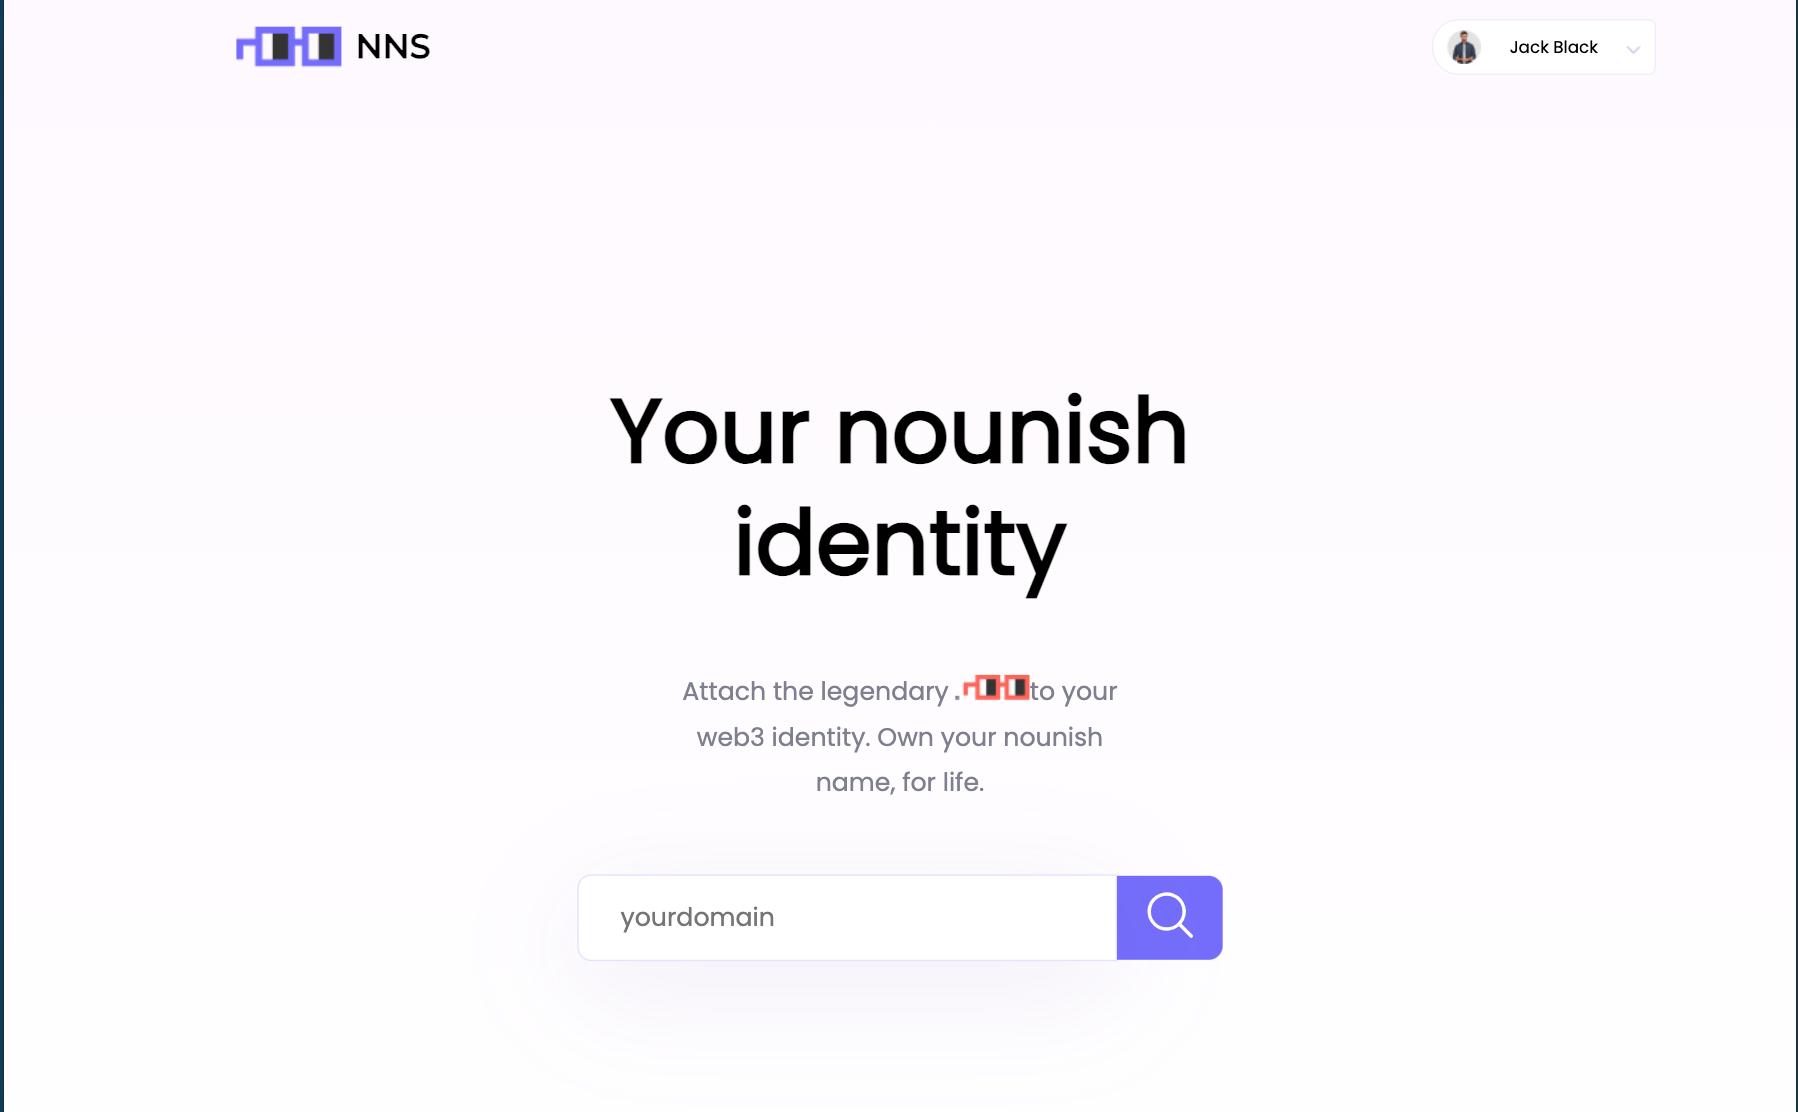 NNS
Jack Black
Your nounish
identity
Attach the legendary . to your
web3 identity. Own your nounish
name, for life.
yourdomain